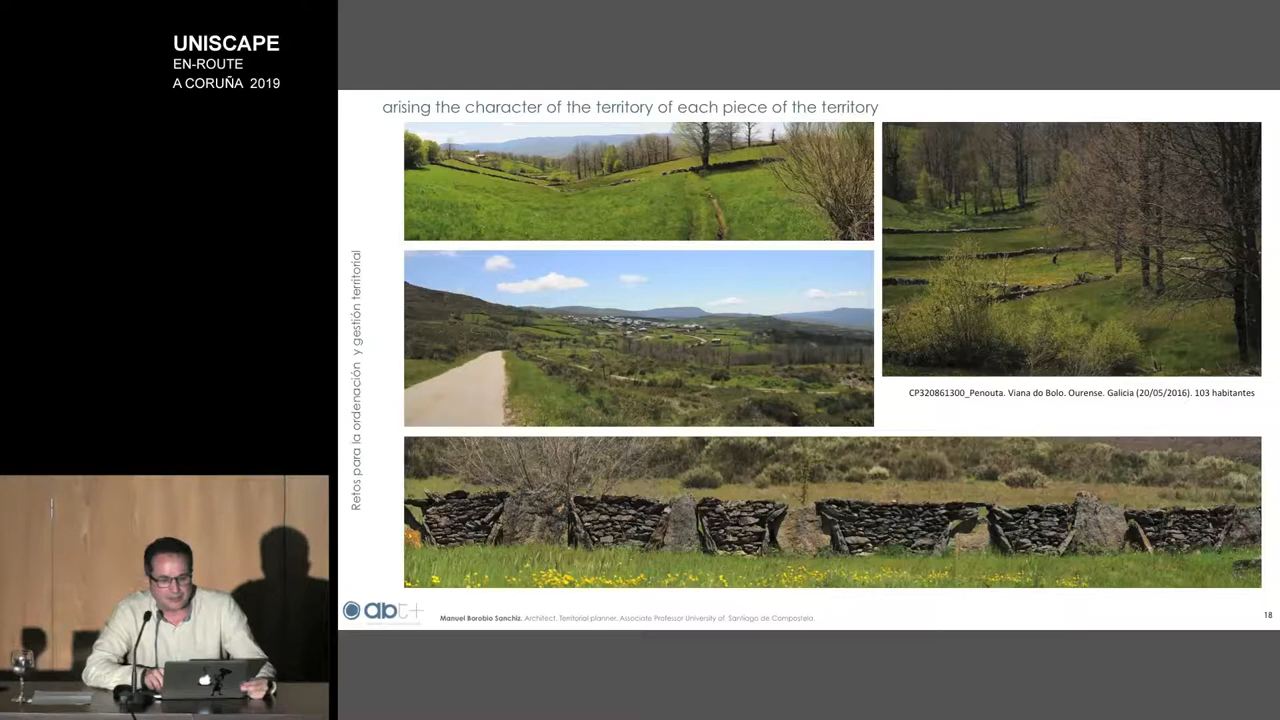 UNISCAPE
EN-ROUTE
A CORUÑA 2019
arising the character of the territory of each piece of the territory
Retos para la ordenación y gestión territorial
CP320861300_Penouta. Viana do Bolo. Ourense. Galicia (20/05/2016). 103 habitantes
abt+
Manuel Borobio Sanchiz. Architect. Territorial planner. Associate Professor University of Santiago de Compostela.
18